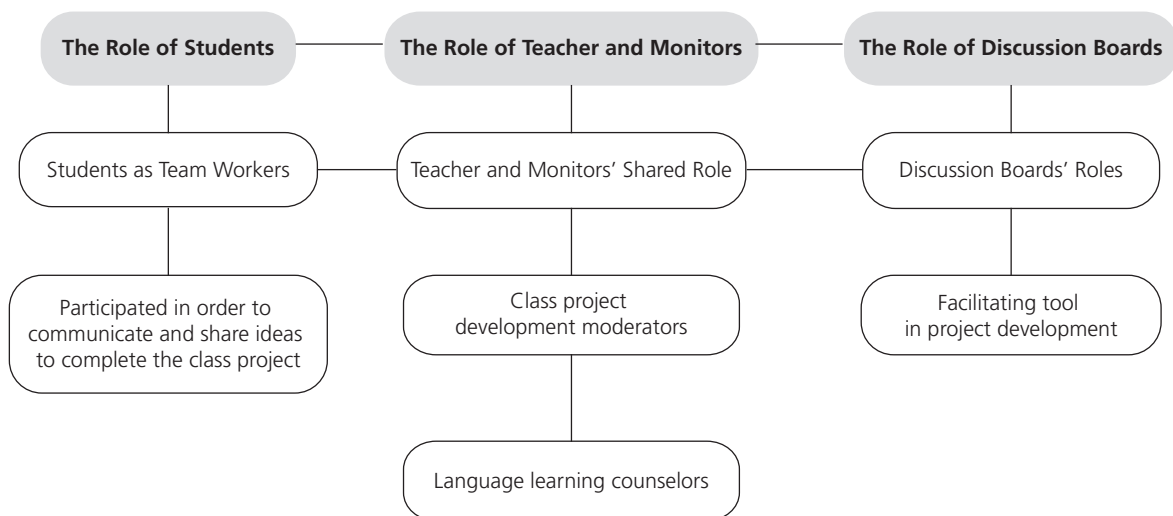 The Role of Students
The Role of Teacher and Monitors
The Role of Discussion Boards
Students as Team Workers
Teacher and Monitors’ Shared Role
Discussion Boards’ Roles
Participated in order to
communicate and share ideas
to complete the class project
Class project
development moderators
Facilitating tool
in project development
Language learning counselors